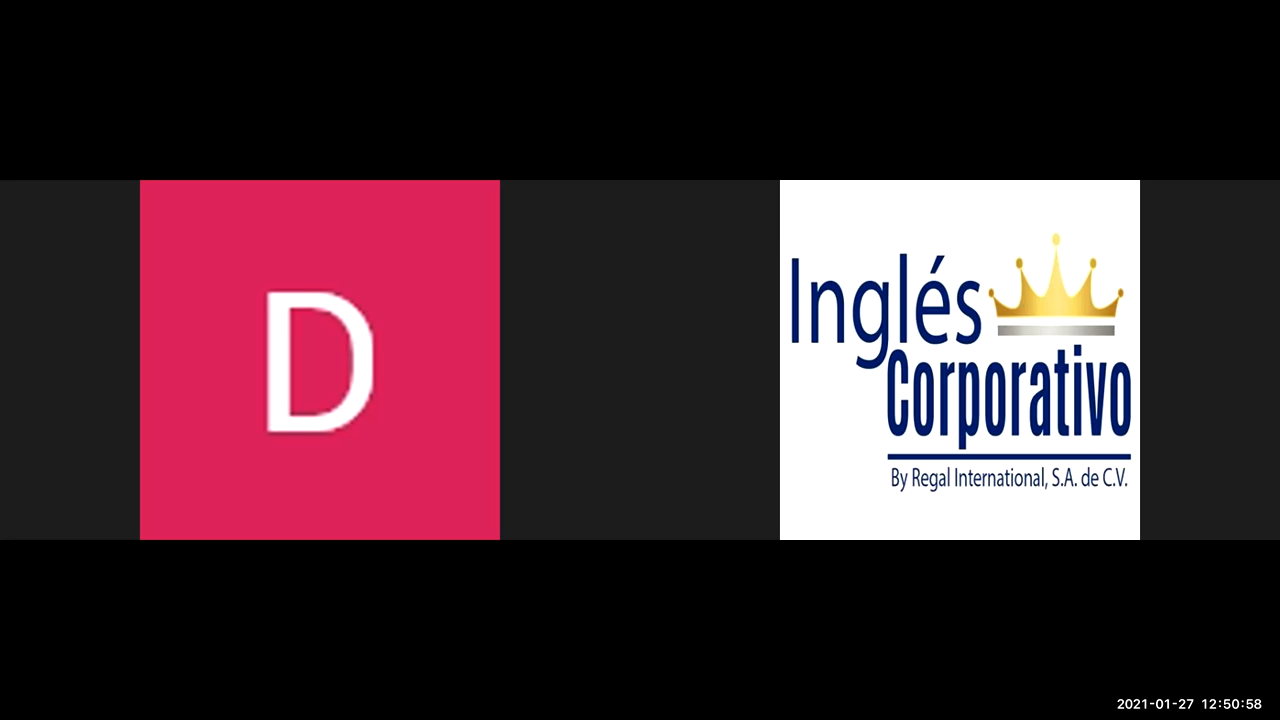 D
Inglés
Corporativo
By Regal International, S.A. de C.V.
2021-01-27 12:50:58